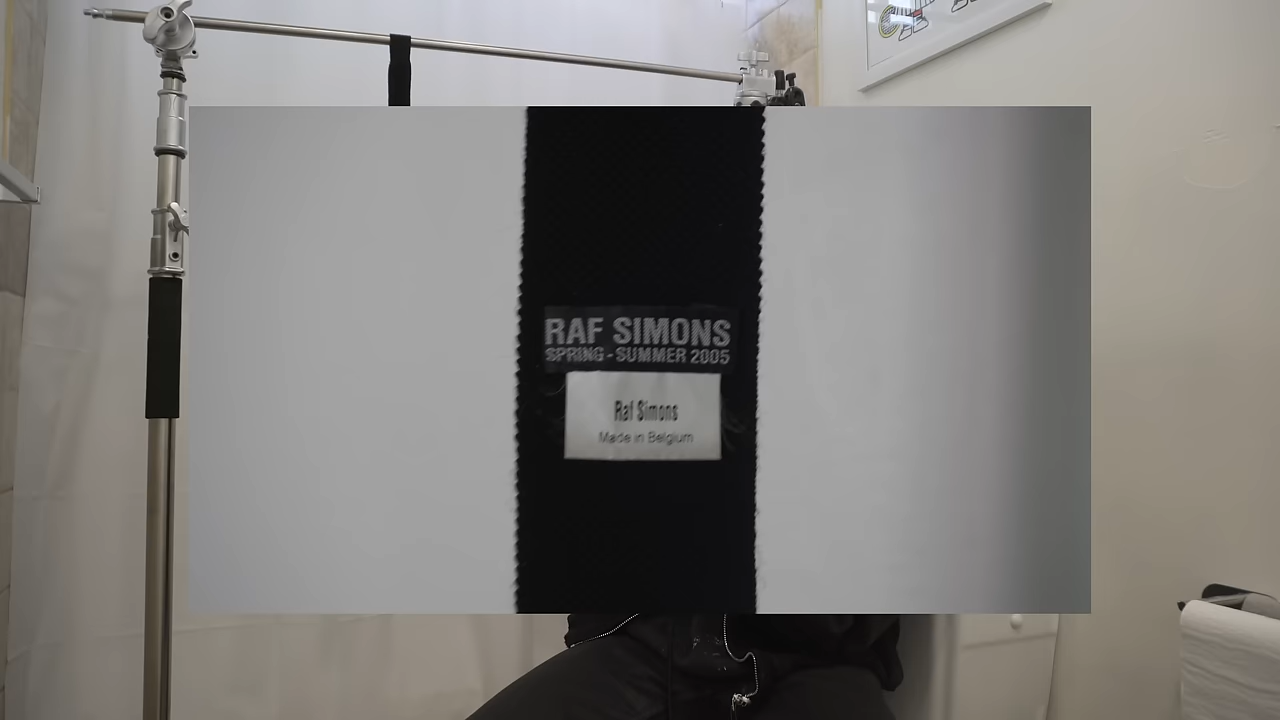 RAF SIMONS
SPRING - SUMMER 2005
Raf Simons
Made in Belgium